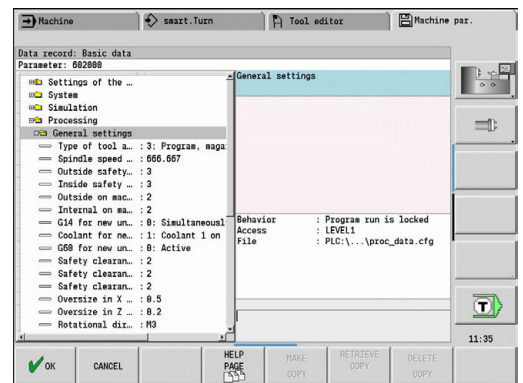 Machine
smart.Turn
Tool editor
Machine par.
Data record: Basic data
Parameter: 602000
Settings of the …
System
Simulation
Processing
General settings
Type of tool a… : 3: Program, maga
Spindle speed … : 666.667
Outside safety… : 3
Inside safety … : 3
Outside on mac… : 2
Internal on ma… : 2
G14 for new un… : 0: Simultaneousl
Coolant for ne… : 1: Coolant 1 on
G60 for new un… : 0: Active
Safety clearan… : 2
Safety clearan… : 2
Safety clearan… : 2
Oversize in X … : 0.5
Oversize in Z … : 0.2
Rotational dir… : M3
General settings
Behavior : Program run is locked
Access : LEVEL1
File : PLC:\...\proc_data.cfg
T
11:35
OK
CANCEL
HELP
PAGE
MAKE
COPY
RETRIEVE
COPY
DELETE
COPY